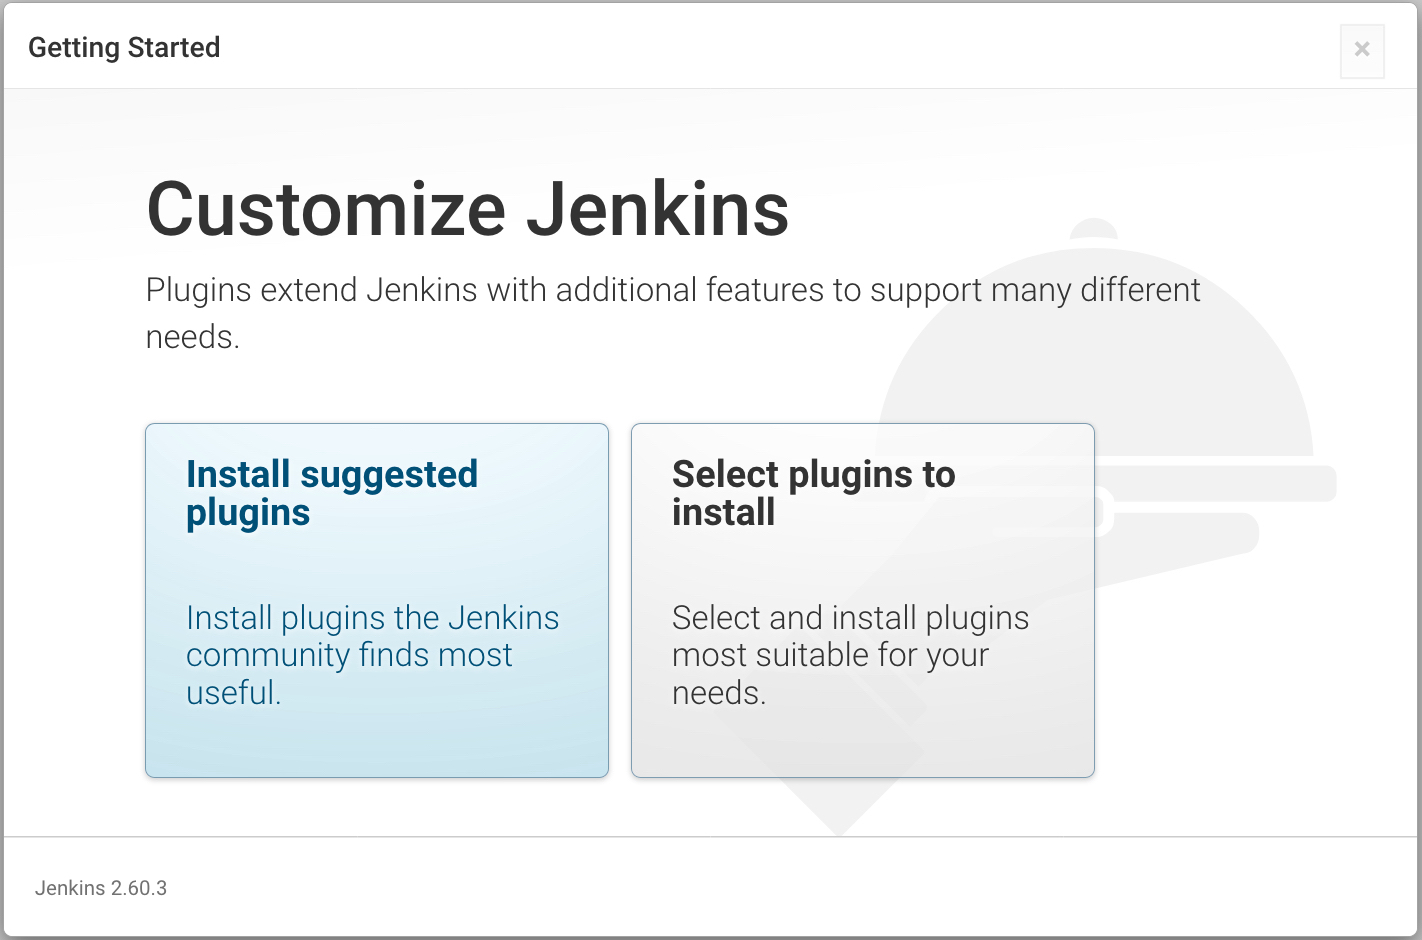 Getting Started
×
Customize Jenkins
Plugins extend Jenkins with additional features to support many different
needs.
Install suggested
plugins
Install plugins the Jenkins
community finds most
useful.
Select plugins to
install
Select and install plugins
most suitable for your
needs.
Jenkins 2.60.3